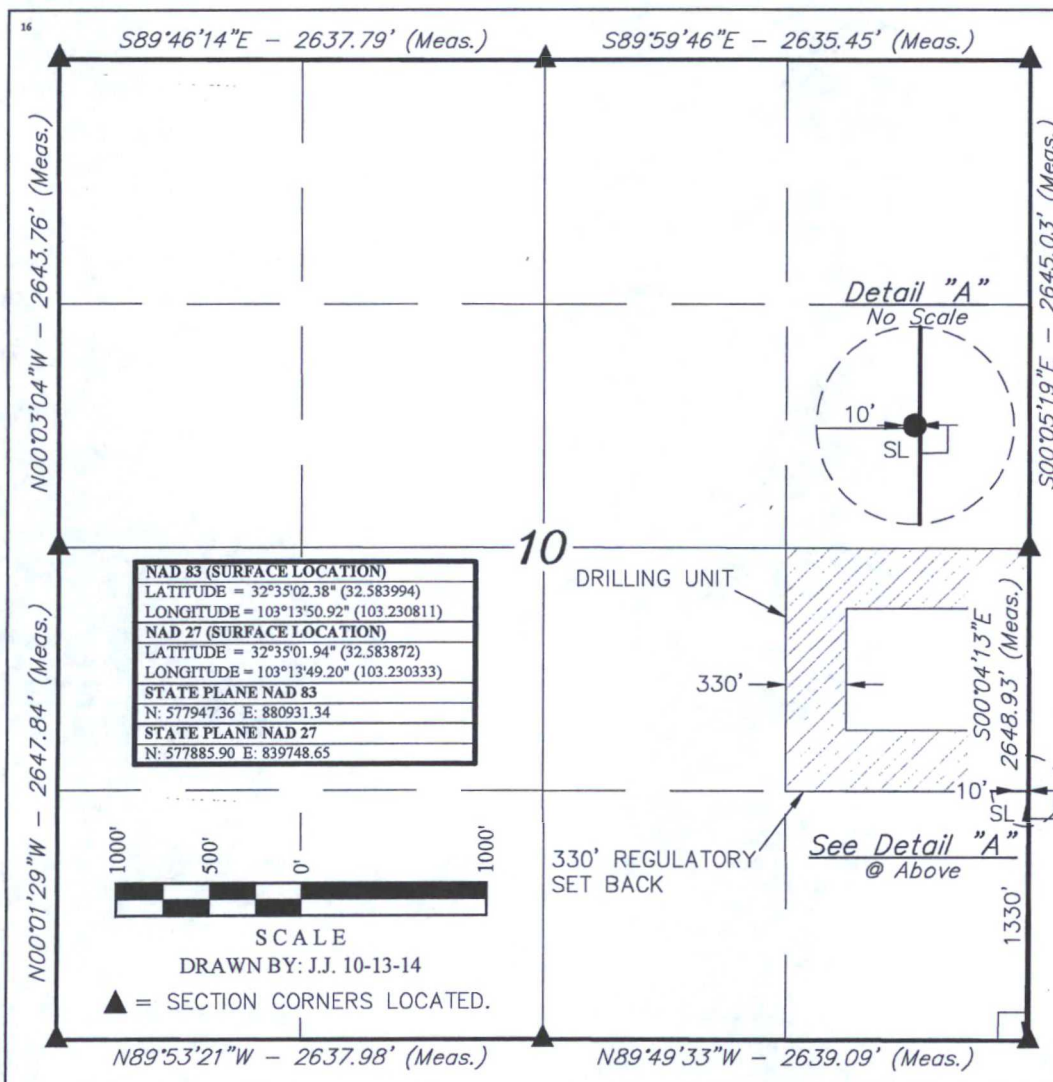 16
S89°46'14"E – 2637.79' (Meas.)
S89°59'46"E – 2635.45' (Meas.)
N00°03'04"W – 2643.76' (Meas.)
S00°05'19"E – 2645.03' (Meas.)
Detail "A"
No Scale
10'
SL
10
NAD 83 (SURFACE LOCATION)
LATITUDE = 32°35'02.38" (32.583994)
LONGITUDE = 103°13'50.92" (103.230811)
NAD 27 (SURFACE LOCATION)
LATITUDE = 32°35'01.94" (32.583872)
LONGITUDE = 103°13'49.20" (103.230333)
STATE PLANE NAD 83
N: 577947.36 E: 880931.34
STATE PLANE NAD 27
N: 577885.90 E: 839748.65
DRILLING UNIT
330'
S00°04'13"E
2648.93' (Meas.)
10'
SL
See Detail "A"
@ Above
330' REGULATORY
SET BACK
1330'
N00°01'29"W – 2647.84' (Meas.)
1000'
500'
0'
1000'
SCALE
DRAWN BY: J.J. 10-13-14
▲ = SECTION CORNERS LOCATED.
N89°53'21"W – 2637.98' (Meas.)
N89°49'33"W – 2639.09' (Meas.)